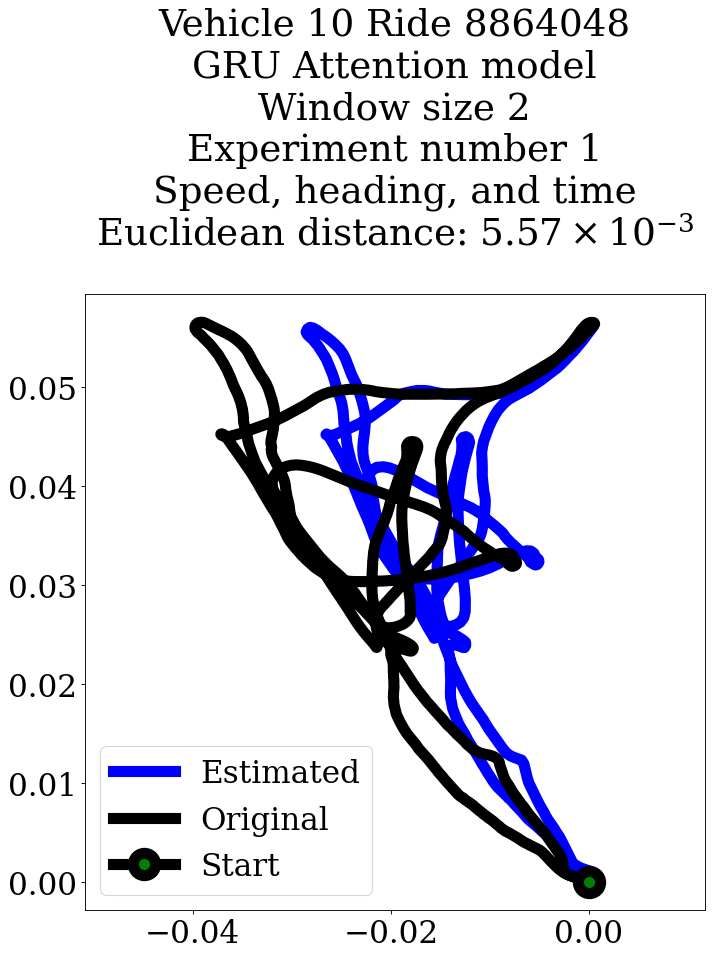 Vehicle 10 Ride 8864048
GRU Attention model
Window size 2
Experiment number 1
Speed, heading, and time
Euclidean distance: 5.57 × 10⁻³
0.05
0.04
0.03
0.02
0.01
0.00
Estimated
Original
Start
−0.04
−0.02
0.00